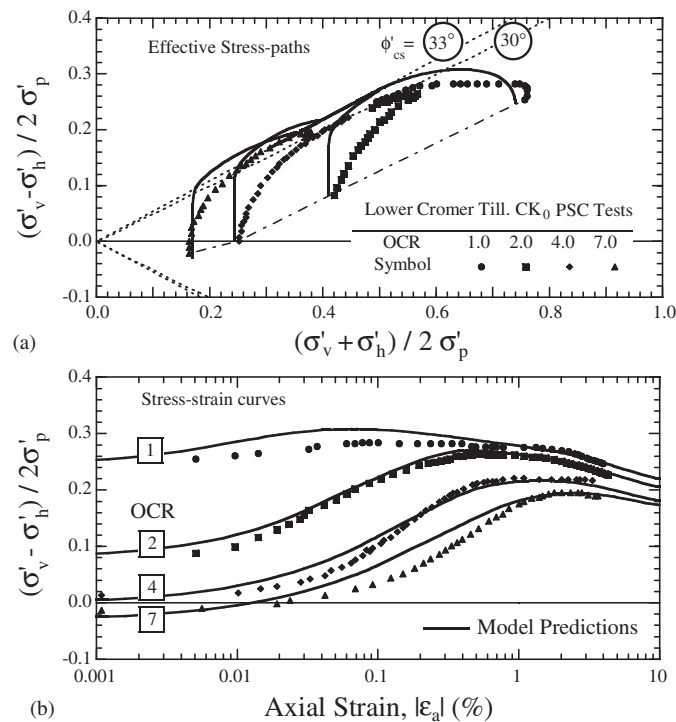 0.4
0.3
0.2
0.1
0.0
-0.1
(σ'v-σ'h) / 2 σ'p
Effective Stress-paths
ϕ'cs = 33° 30°
Lower Cromer Till. CK0 PSC Tests
OCR 1.0 2.0 4.0 7.0
Symbol ● ■ ◆ ▲
0.0 0.2 0.4 0.6 0.8 1.0
(a)
(σ'v + σ'h) / 2 σ'p
0.4
0.3
0.2
0.1
0.0
-0.1
(σ'v - σ'h) / 2σ'p
Stress-strain curves
1
OCR
2
4
7
Model Predictions
0.001 0.01 0.1 1 10
(b)
Axial Strain, |εa| (%)